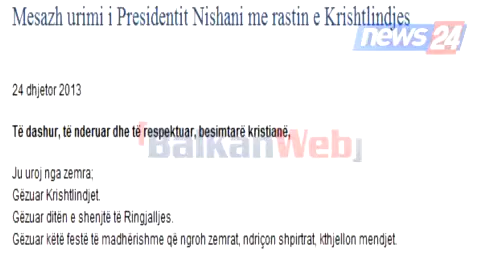 Mesazh urimi i Presidentit Nishani me rastin e Krishtlindjes
news24
24 dhjetor 2013
Të dashur, të nderuar dhe të respektuar, besimtarë kristianë,
BalkanWeb
Ju uroj nga zemra;
Gëzuar Krishtlindjet.
Gëzuar ditën e shenjtë të Ringjalljes.
Gëzuar këtë festë të madhërishme që ngroh zemrat, ndriçon shpirtrat, kthjellon mendjet.